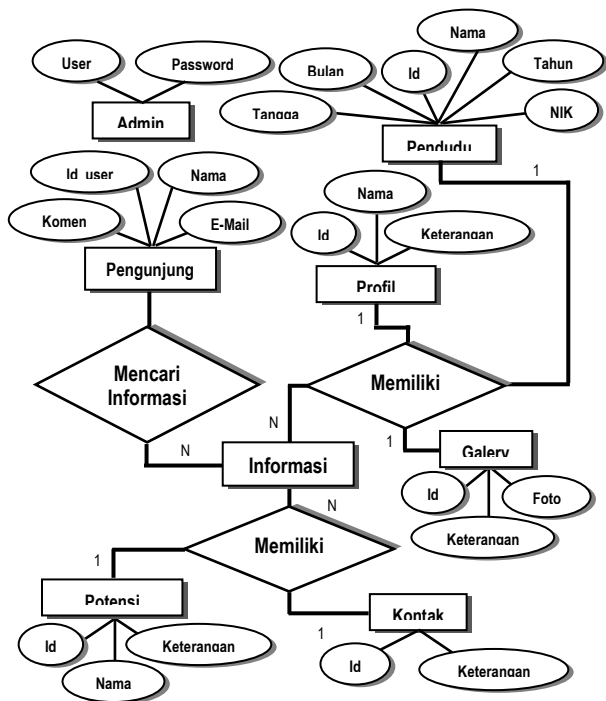 Nama
User
Password
Bulan
Id
Tahun
Tangga
NIK
Admin
Pendudu
1
Id user
Nama
Nama
Komen
E-Mail
Id
Keterangan
Pengunjung
Profil
1
Mencari
Informasi
Memiliki
N
1
N
Informasi
Galery
Id
Foto
N
Keterangan
Memiliki
1
Potensi
Kontak
1
Id
Keterangan
Id
Keterangan
Nama